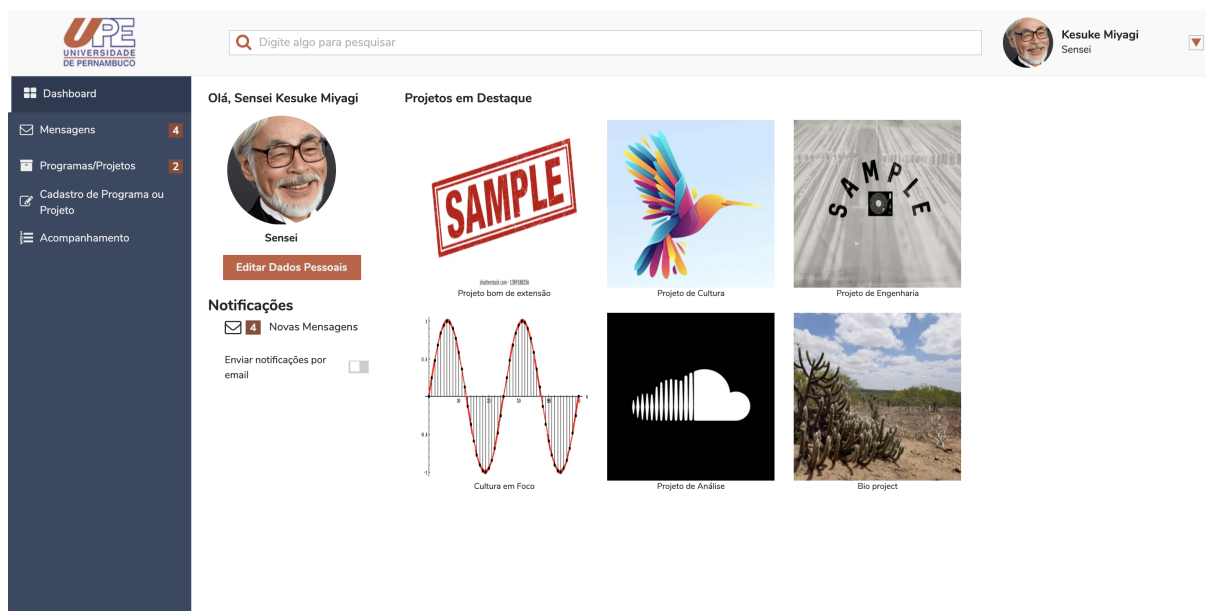 UPE
UNIVERSIDADE
DE PERNAMBUCO
Digite algo para pesquisar
Kesuke Miyagi
Sensei
Dashboard
Mensagens 4
Programas/Projetos 2
Cadastro de Programa ou
Projeto
Acompanhamento
Olá, Sensei Kesuke Miyagi
Sensei
Editar Dados Pessoais
Notificações
4 Novas Mensagens
Enviar notificações por
email
Projetos em Destaque
SAMPLE
Projeto bom de extensão
Projeto de Cultura
SAMPLE
Projeto de Engenharia
Cultura em Foco
Projeto de Análise
Bio project